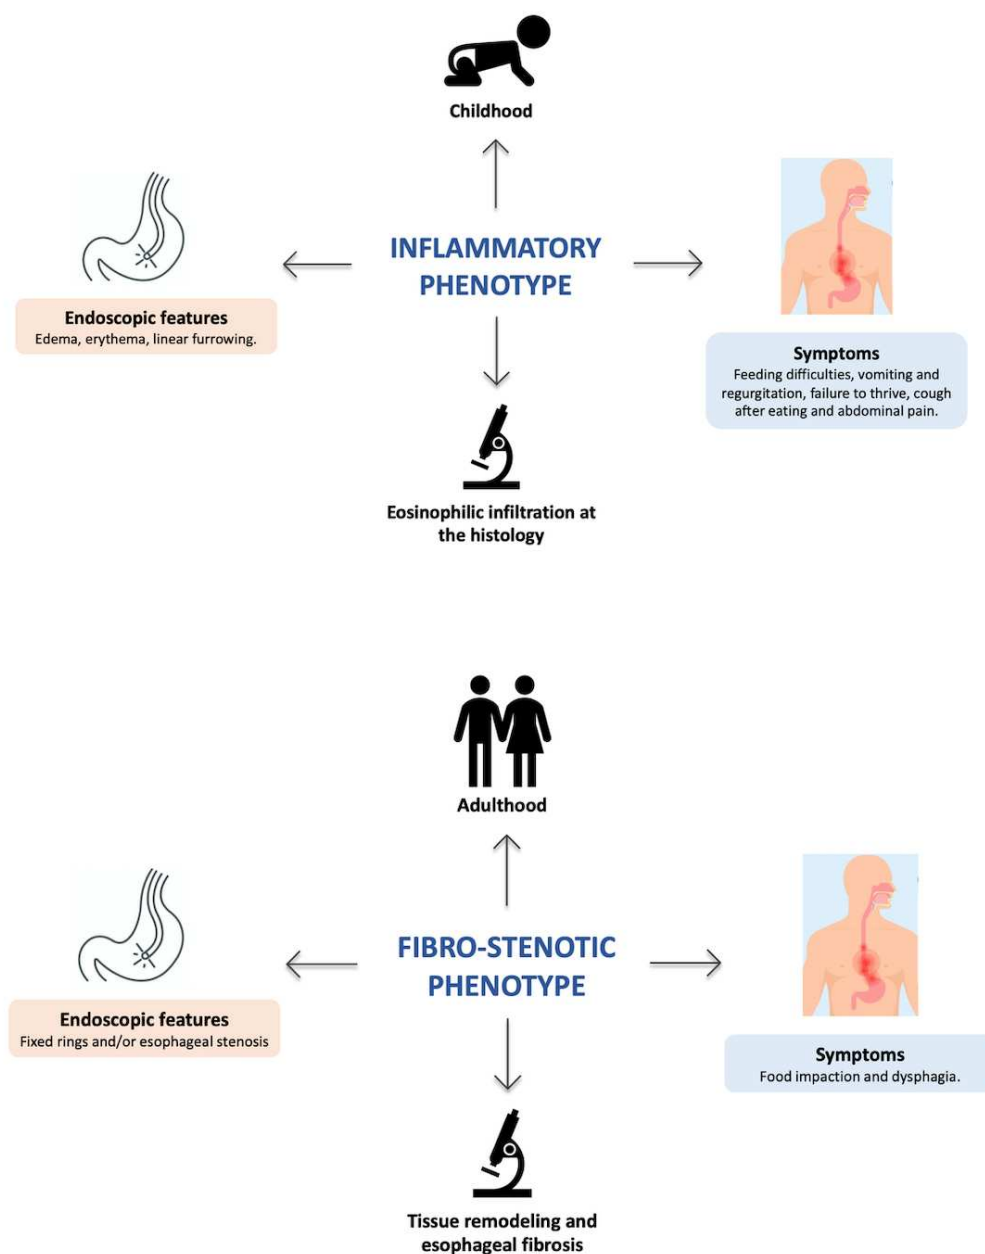 Childhood
INFLAMMATORY
PHENOTYPE
Endoscopic features
Edema, erythema, linear furrowing.
Symptoms
Feeding difficulties, vomiting and
regurgitation, failure to thrive, cough
after eating and abdominal pain.
Eosinophilic infiltration at
the histology
Adulthood
FIBRO-STENOTIC
PHENOTYPE
Endoscopic features
Fixed rings and/or esophageal stenosis
Symptoms
Food impaction and dysphagia.
Tissue remodeling and
esophageal fibrosis